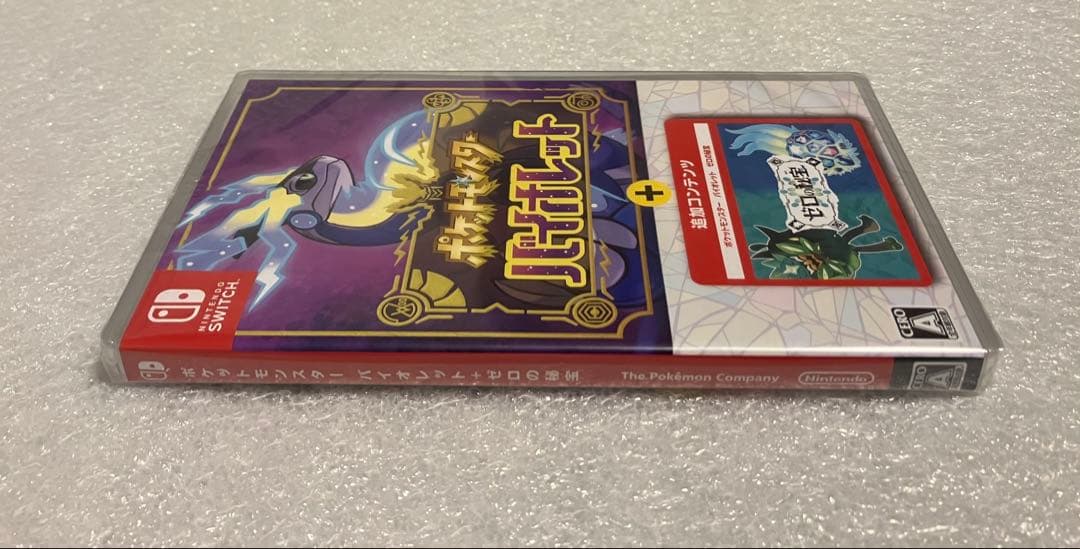 NINTENDO
SWITCH.
ポケットモンスター
バイオレット
+
追加コンテンツ
ポケットモンスター バイオレット ゼロの秘宝
ゼロの秘宝
CERO
A
ポケットモンスター バイオレット+ゼロの秘宝
The Pokémon Company
Nintendo
CERO
A